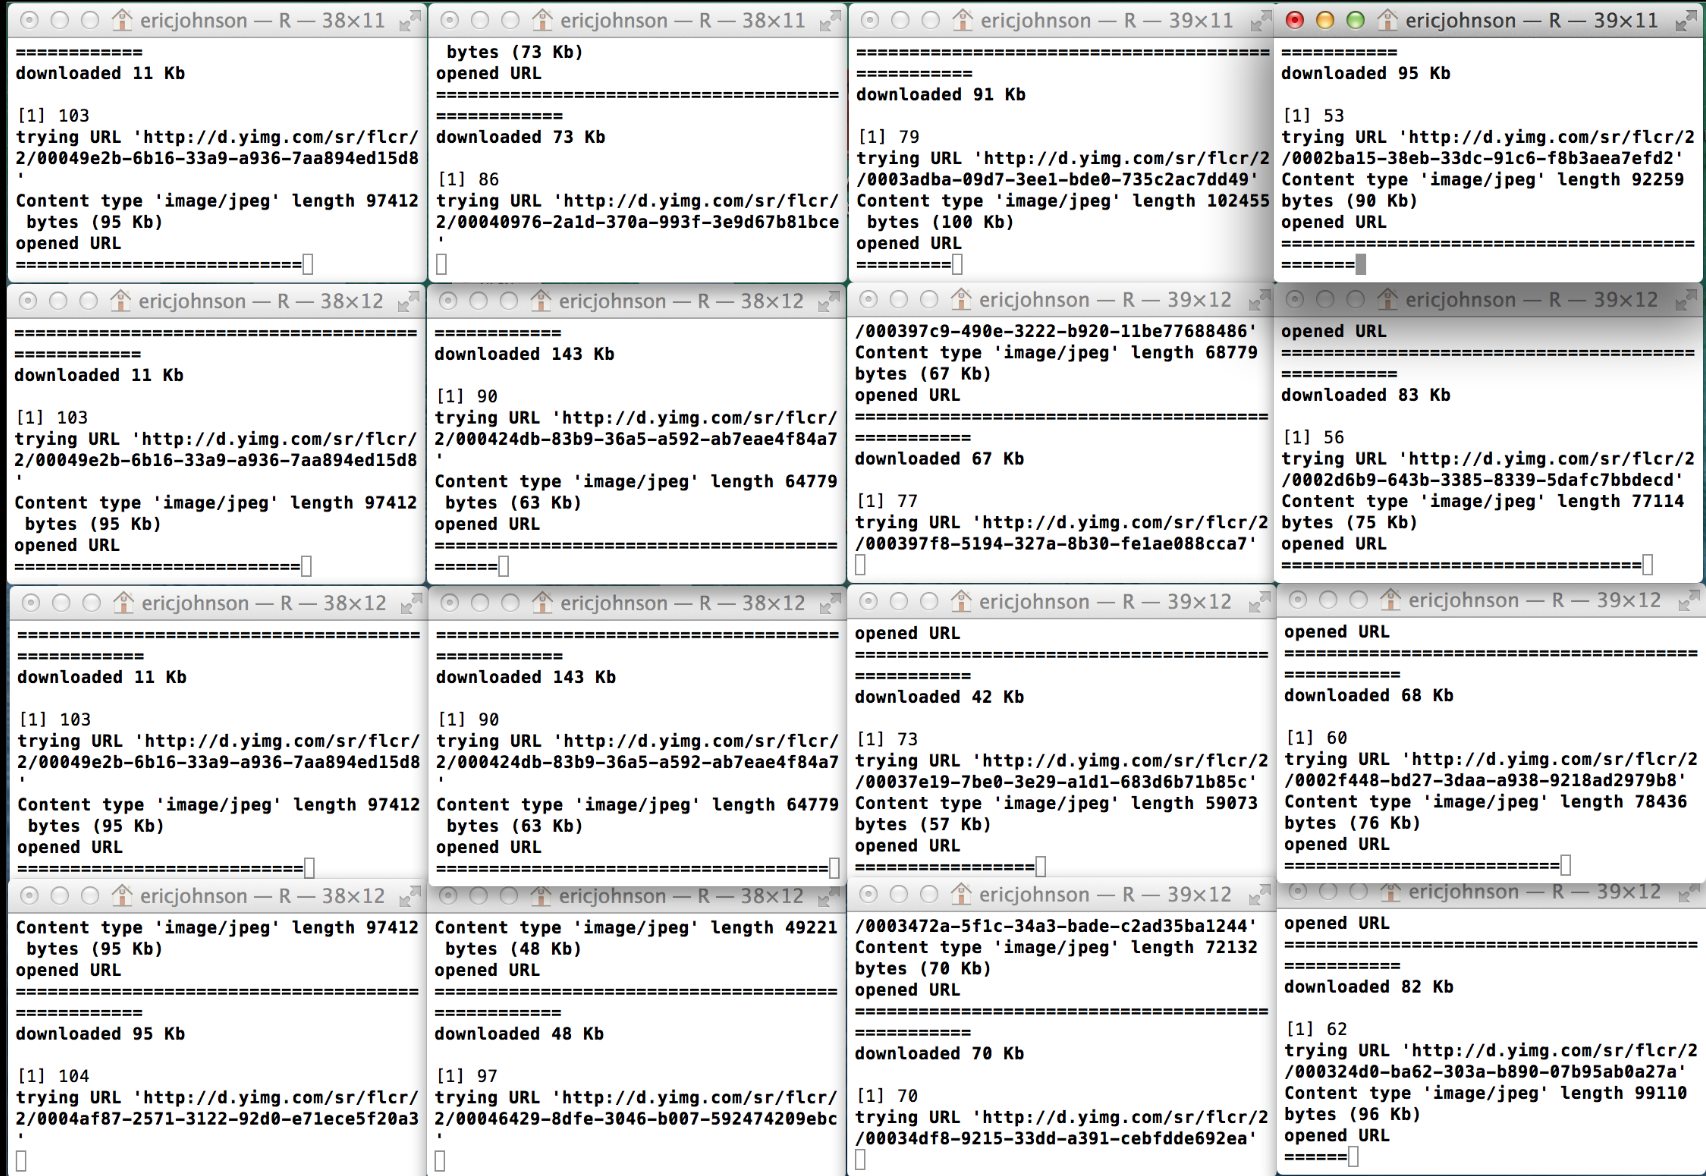 ericjohnson — R — 38×11
============
downloaded 11 Kb
[1] 103
trying URL 'http://d.yimg.com/sr/flcr/
2/00049e2b-6b16-33a9-a936-7aa894ed15d8
'
Content type 'image/jpeg' length 97412
 bytes (95 Kb)
opened URL
===========================
ericjohnson — R — 38×11
 bytes (73 Kb)
opened URL
======================================
============
downloaded 73 Kb
[1] 86
trying URL 'http://d.yimg.com/sr/flcr/
2/00040976-2a1d-370a-993f-3e9d67b81bce
'
ericjohnson — R — 39×11
=======================================
===========
downloaded 91 Kb
[1] 79
trying URL 'http://d.yimg.com/sr/flcr/2
/0003adba-09d7-3ee1-bde0-735c2ac7dd49'
Content type 'image/jpeg' length 102455
 bytes (100 Kb)
opened URL
=========
ericjohnson — R — 39×11
===========
downloaded 95 Kb
[1] 53
trying URL 'http://d.yimg.com/sr/flcr/2
/0002ba15-38eb-33dc-91c6-f8b3aea7efd2'
Content type 'image/jpeg' length 92259
bytes (90 Kb)
opened URL
=======================================
=======
ericjohnson — R — 38×12
======================================
============
downloaded 11 Kb
[1] 103
trying URL 'http://d.yimg.com/sr/flcr/
2/00049e2b-6b16-33a9-a936-7aa894ed15d8
'
Content type 'image/jpeg' length 97412
 bytes (95 Kb)
opened URL
===========================
ericjohnson — R — 38×12
============
downloaded 143 Kb
[1] 90
trying URL 'http://d.yimg.com/sr/flcr/
2/000424db-83b9-36a5-a592-ab7eae4f84a7
'
Content type 'image/jpeg' length 64779
 bytes (63 Kb)
opened URL
======================================
======
ericjohnson — R — 39×12
/000397c9-490e-3222-b920-11be77688486'
Content type 'image/jpeg' length 68779
bytes (67 Kb)
opened URL
=======================================
===========
downloaded 67 Kb
[1] 77
trying URL 'http://d.yimg.com/sr/flcr/2
/000397f8-5194-327a-8b30-fe1ae088cca7'
ericjohnson — R — 39×12
opened URL
=======================================
===========
downloaded 83 Kb
[1] 56
trying URL 'http://d.yimg.com/sr/flcr/2
/0002d6b9-643b-3385-8339-5dafc7bbdecd'
Content type 'image/jpeg' length 77114
bytes (75 Kb)
opened URL
==================================
ericjohnson — R — 38×12
======================================
============
downloaded 11 Kb
[1] 103
trying URL 'http://d.yimg.com/sr/flcr/
2/00049e2b-6b16-33a9-a936-7aa894ed15d8
'
Content type 'image/jpeg' length 97412
 bytes (95 Kb)
opened URL
===========================
ericjohnson — R — 38×12
======================================
============
downloaded 143 Kb
[1] 90
trying URL 'http://d.yimg.com/sr/flcr/
2/000424db-83b9-36a5-a592-ab7eae4f84a7
'
Content type 'image/jpeg' length 64779
 bytes (63 Kb)
opened URL
=====================================
ericjohnson — R — 39×12
opened URL
=======================================
===========
downloaded 42 Kb
[1] 73
trying URL 'http://d.yimg.com/sr/flcr/2
/00037e19-7be0-3e29-a1d1-683d6b71b85c'
Content type 'image/jpeg' length 59073
bytes (57 Kb)
opened URL
=================
ericjohnson — R — 39×12
opened URL
=======================================
===========
downloaded 68 Kb
[1] 60
trying URL 'http://d.yimg.com/sr/flcr/2
/0002f448-bd27-3daa-a938-9218ad2979b8'
Content type 'image/jpeg' length 78436
bytes (76 Kb)
opened URL
==========================
ericjohnson — R — 38×12
Content type 'image/jpeg' length 97412
 bytes (95 Kb)
opened URL
======================================
============
downloaded 95 Kb
[1] 104
trying URL 'http://d.yimg.com/sr/flcr/
2/0004af87-2571-3122-92d0-e71ece5f20a3
'
ericjohnson — R — 38×12
Content type 'image/jpeg' length 49221
 bytes (48 Kb)
opened URL
======================================
============
downloaded 48 Kb
[1] 97
trying URL 'http://d.yimg.com/sr/flcr/
2/00046429-8dfe-3046-b007-592474209ebc
'
ericjohnson — R — 39×12
/0003472a-5f1c-34a3-bade-c2ad35ba1244'
Content type 'image/jpeg' length 72132
bytes (70 Kb)
opened URL
=======================================
===========
downloaded 70 Kb
[1] 70
trying URL 'http://d.yimg.com/sr/flcr/2
/00034df8-9215-33dd-a391-cebfdde692ea'
ericjohnson — R — 39×12
opened URL
=======================================
===========
downloaded 82 Kb
[1] 62
trying URL 'http://d.yimg.com/sr/flcr/2
/000324d0-ba62-303a-b890-07b95ab0a27a'
Content type 'image/jpeg' length 99110
bytes (96 Kb)
opened URL
======